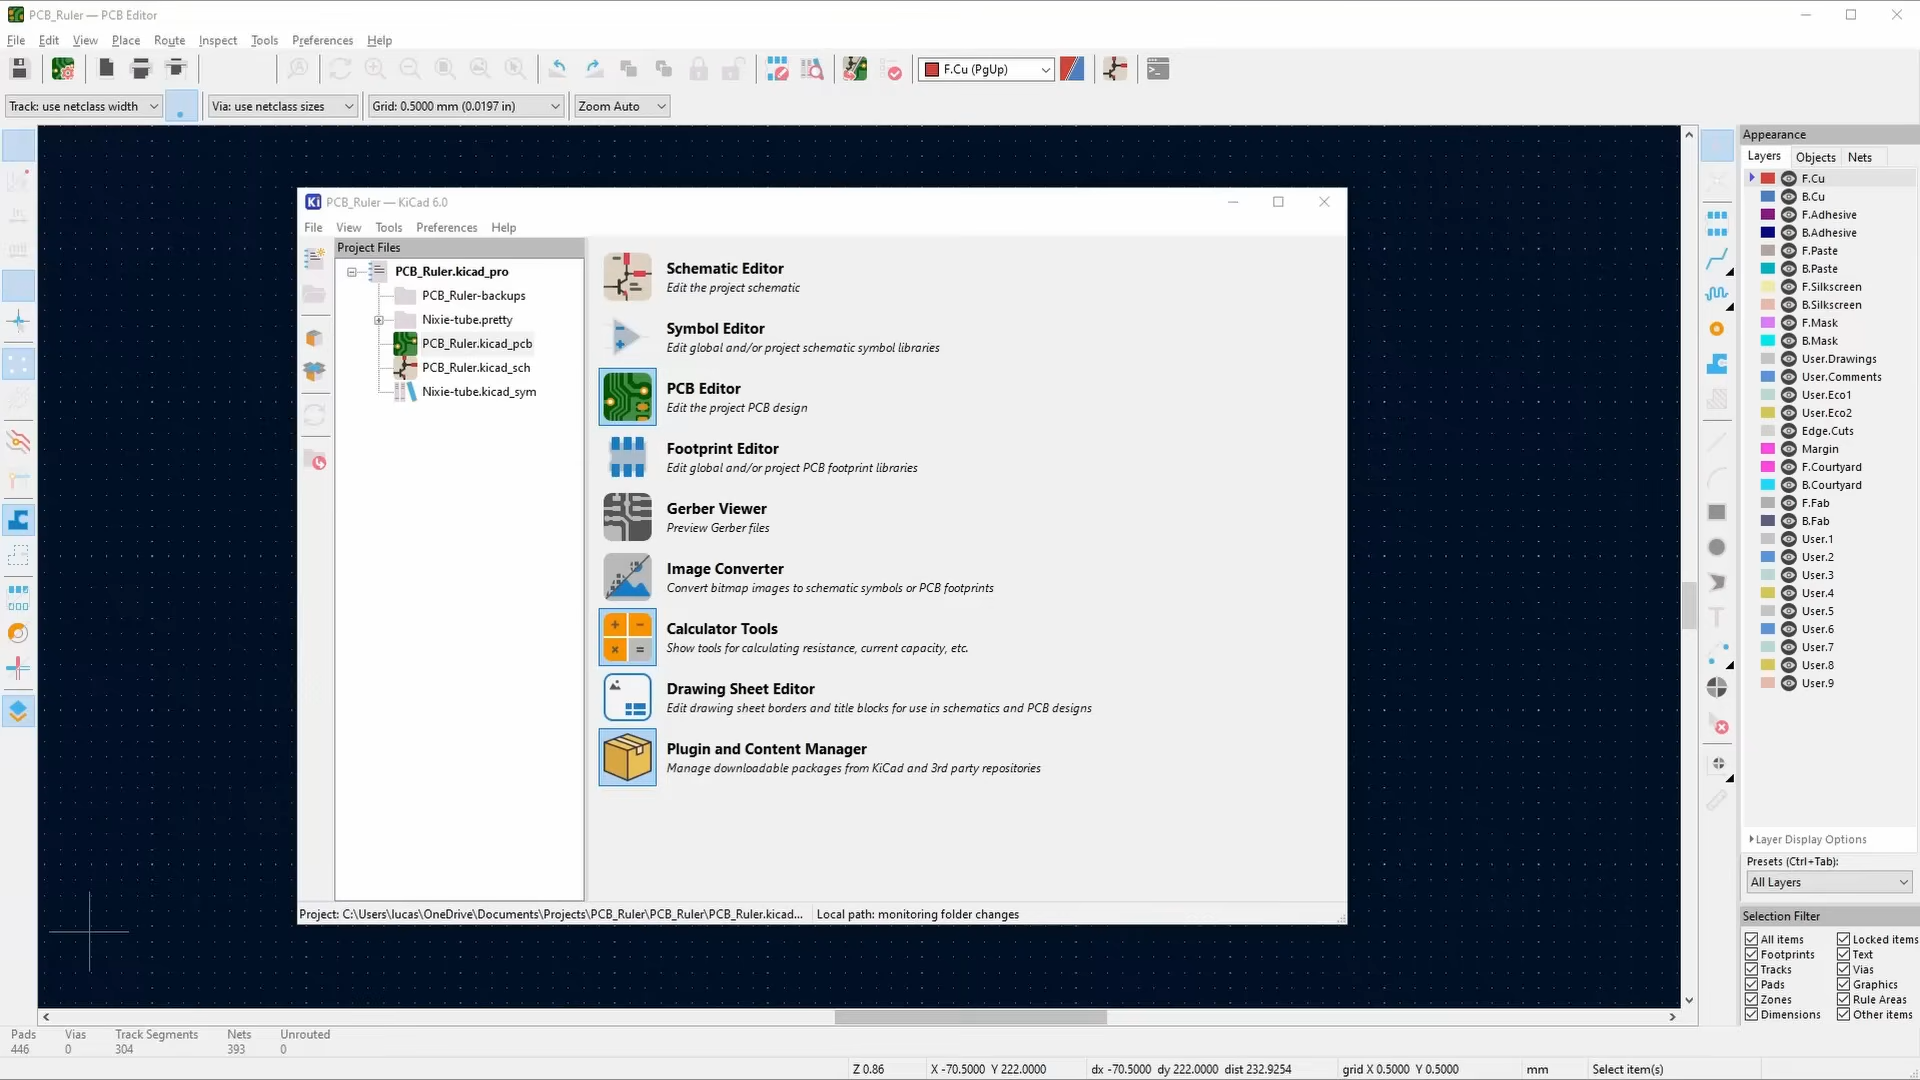 PCB_Ruler — PCB Editor
File Edit View Place Route Inspect Tools Preferences Help
F.Cu (PgUp)
Track: use netclass width Via: use netclass sizes Grid: 0.5000 mm (0.0197 in) Zoom Auto
PCB_Ruler — KiCad 6.0
File View Tools Preferences Help
Project Files
PCB_Ruler.kicad_pro
PCB_Ruler-backups
Nixie-tube.pretty
PCB_Ruler.kicad_pcb
PCB_Ruler.kicad_sch
Nixie-tube.kicad_sym
Schematic Editor
Edit the project schematic
Symbol Editor
Edit global and/or project schematic symbol libraries
PCB Editor
Edit the project PCB design
Footprint Editor
Edit global and/or project PCB footprint libraries
Gerber Viewer
Preview Gerber files
Image Converter
Convert bitmap images to schematic symbols or PCB footprints
Calculator Tools
Show tools for calculating resistance, current capacity, etc.
Drawing Sheet Editor
Edit drawing sheet borders and title blocks for use in schematics and PCB designs
Plugin and Content Manager
Manage downloadable packages from KiCad and 3rd party repositories
Project: C:\Users\lucas\OneDrive\Documents\Projects\PCB_Ruler\PCB_Ruler\PCB_Ruler.kicad... Local path: monitoring folder changes
Appearance
Layers Objects Nets
F.Cu
B.Cu
F.Adhesive
B.Adhesive
F.Paste
B.Paste
F.Silkscreen
B.Silkscreen
F.Mask
B.Mask
User.Drawings
User.Comments
User.Eco1
User.Eco2
Edge.Cuts
Margin
F.Courtyard
B.Courtyard
F.Fab
B.Fab
User.1
User.2
User.3
User.4
User.5
User.6
User.7
User.8
User.9
Layer Display Options
Presets (Ctrl+Tab):
All Layers
Selection Filter
All items Locked items
Footprints Text
Tracks Vias
Pads Graphics
Zones Rule Areas
Dimensions Other items
Pads Vias Track Segments Nets Unrouted
446 0 304 393 0
Z 0.86 X -70.5000 Y 222.0000 dx -70.5000 dy 222.0000 dist 232.9254 grid X 0.5000 Y 0.5000 mm Select item(s)